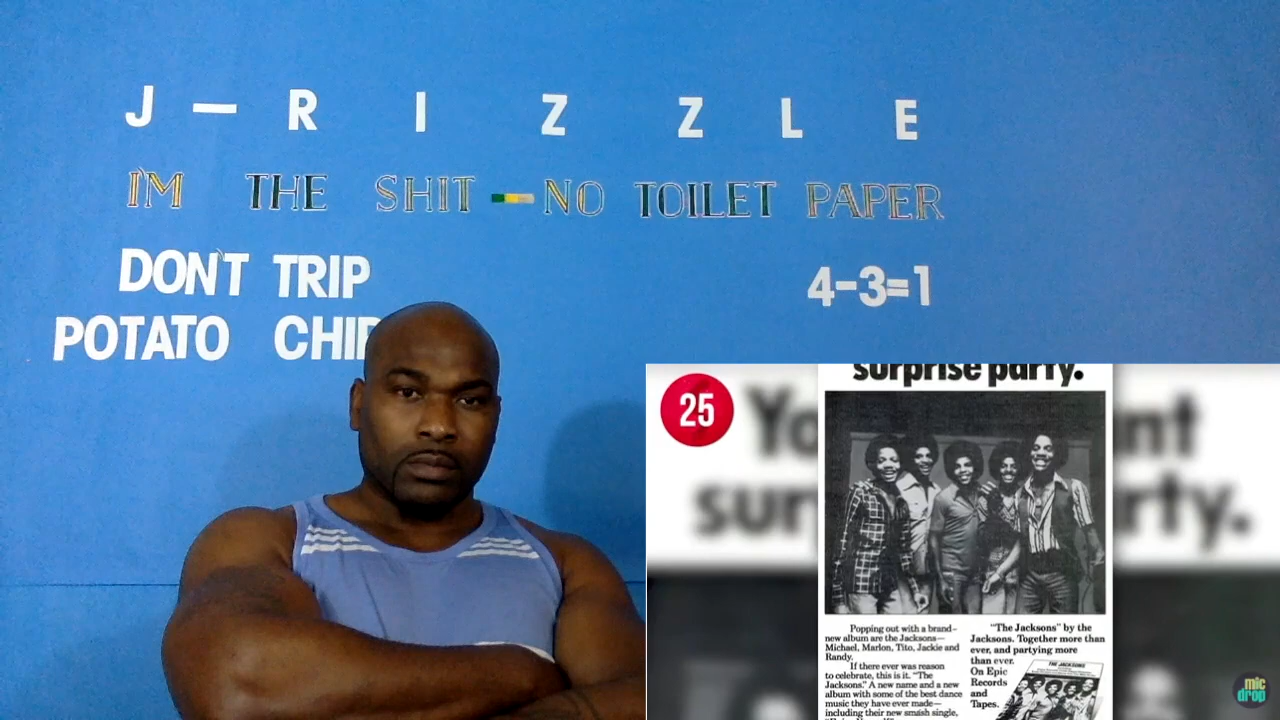 J-RIZZLE
I'M THE SHIT-NO TOILET PAPER
DON'T TRIP
4-3=1
POTATO CHIP
25
surprise party.
Popping out with a brand-
new album are the Jacksons—
Michael, Marlon, Tito, Jackie and
Randy.
If there ever was reason
to celebrate, this is it. "The
Jacksons." A new name and a new
album with some of the best dance
music they have ever made—
including their new smash single,
"The Jacksons" by the
Jacksons. Together more than
ever, and partying more
than ever.
On Epic
Records
and
Tapes.
THE JACKSONS
mic
drop